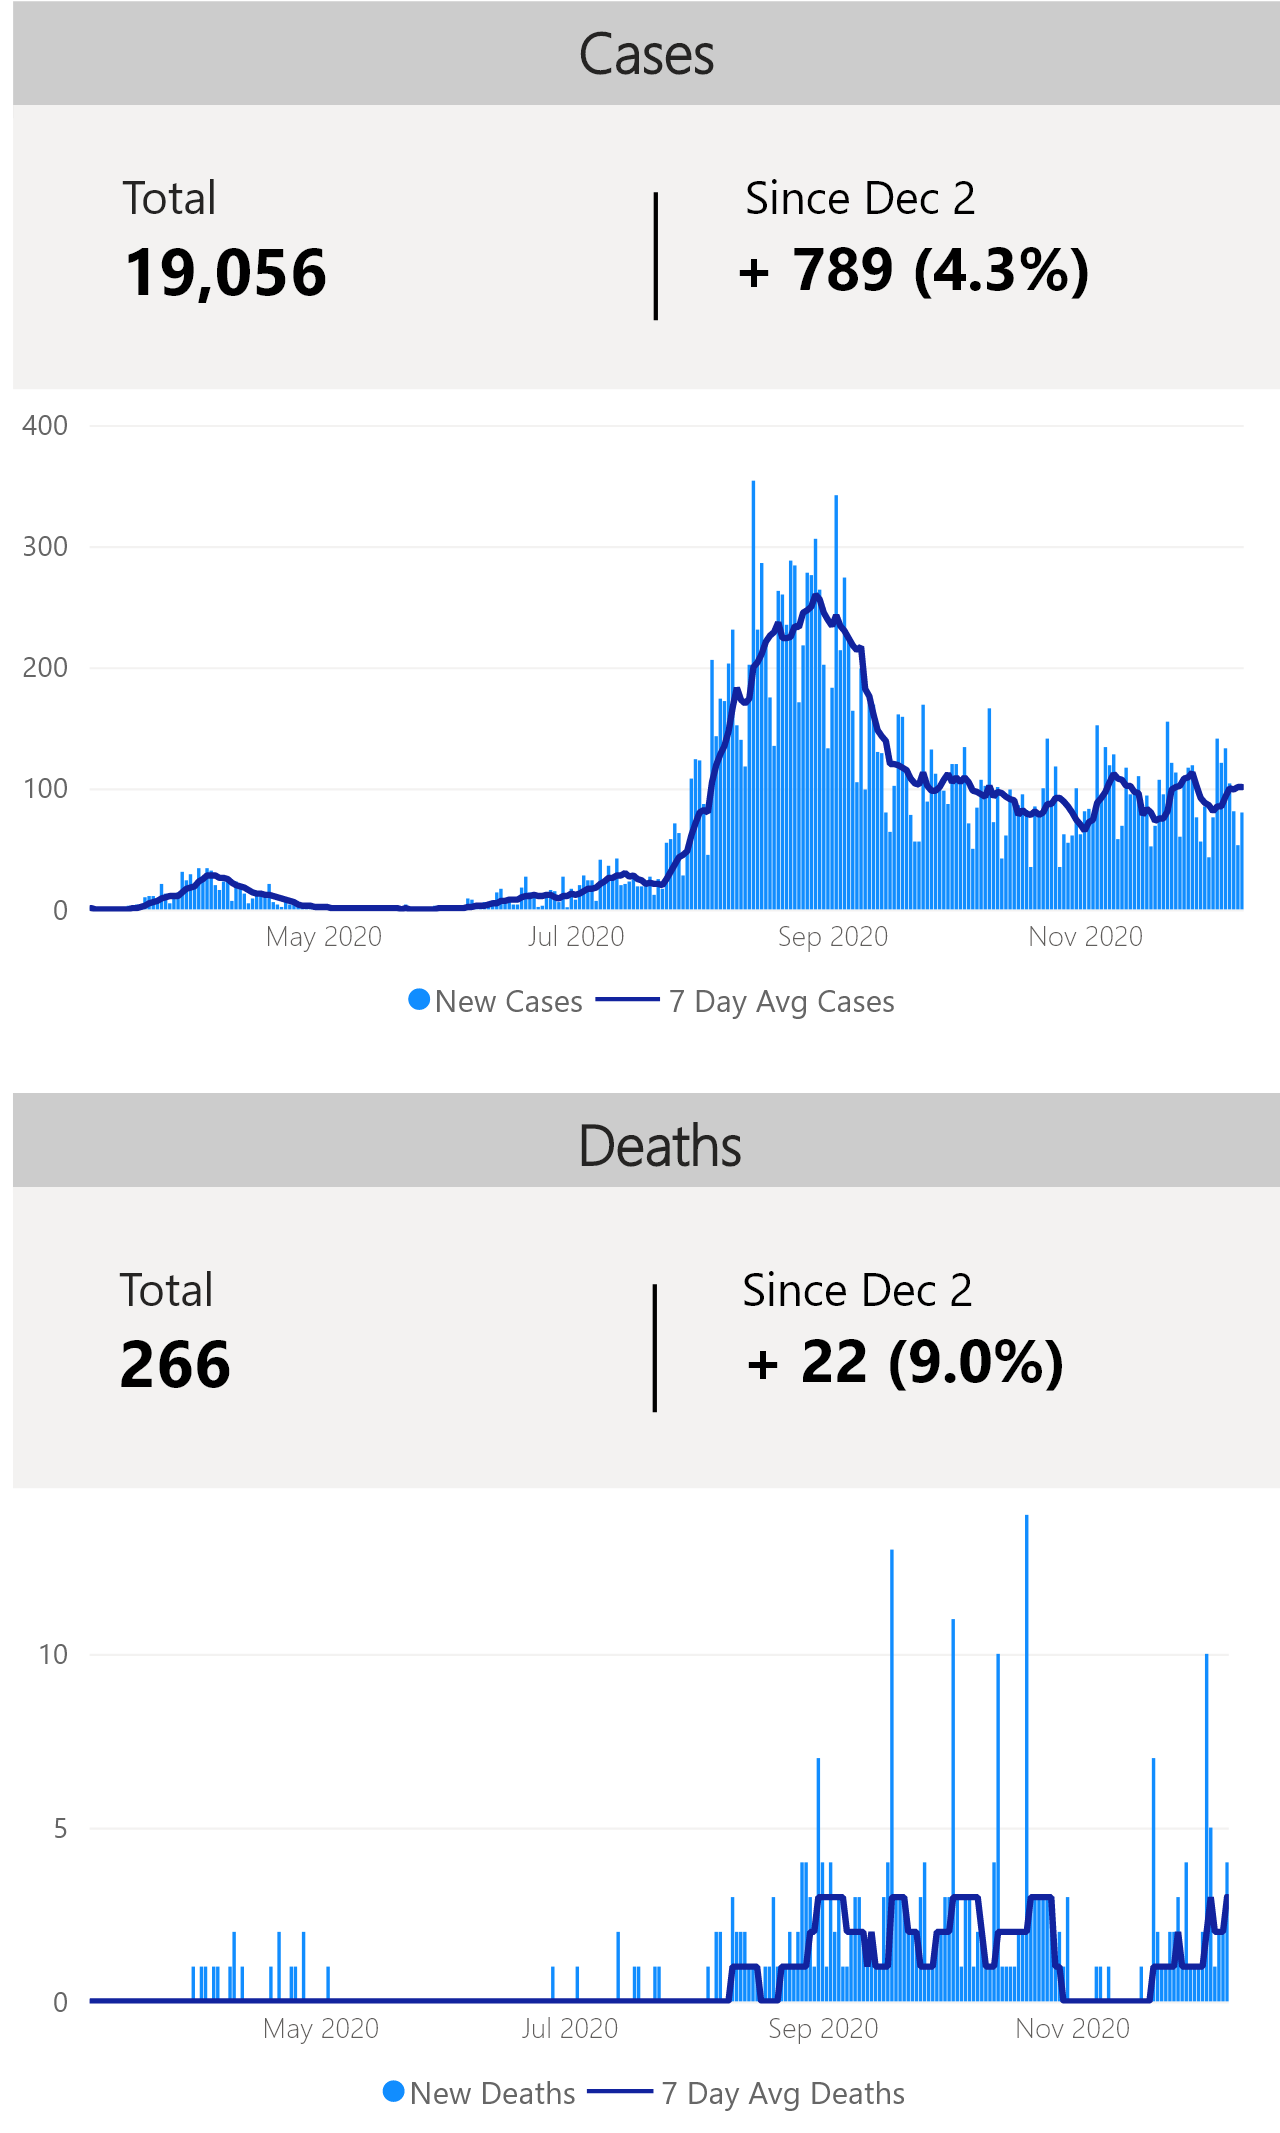 Cases
Total
Since Dec 2
19,056
+ 789 (4.3%)
400
300
200
100
0
May 2020
Jul 2020
Sep 2020
Nov 2020
New Cases
7 Day Avg Cases
Deaths
Total
Since Dec 2
266
+ 22 (9.0%)
10
5
0
May 2020
Jul 2020
Sep 2020
Nov 2020
New Deaths
7 Day Avg Deaths